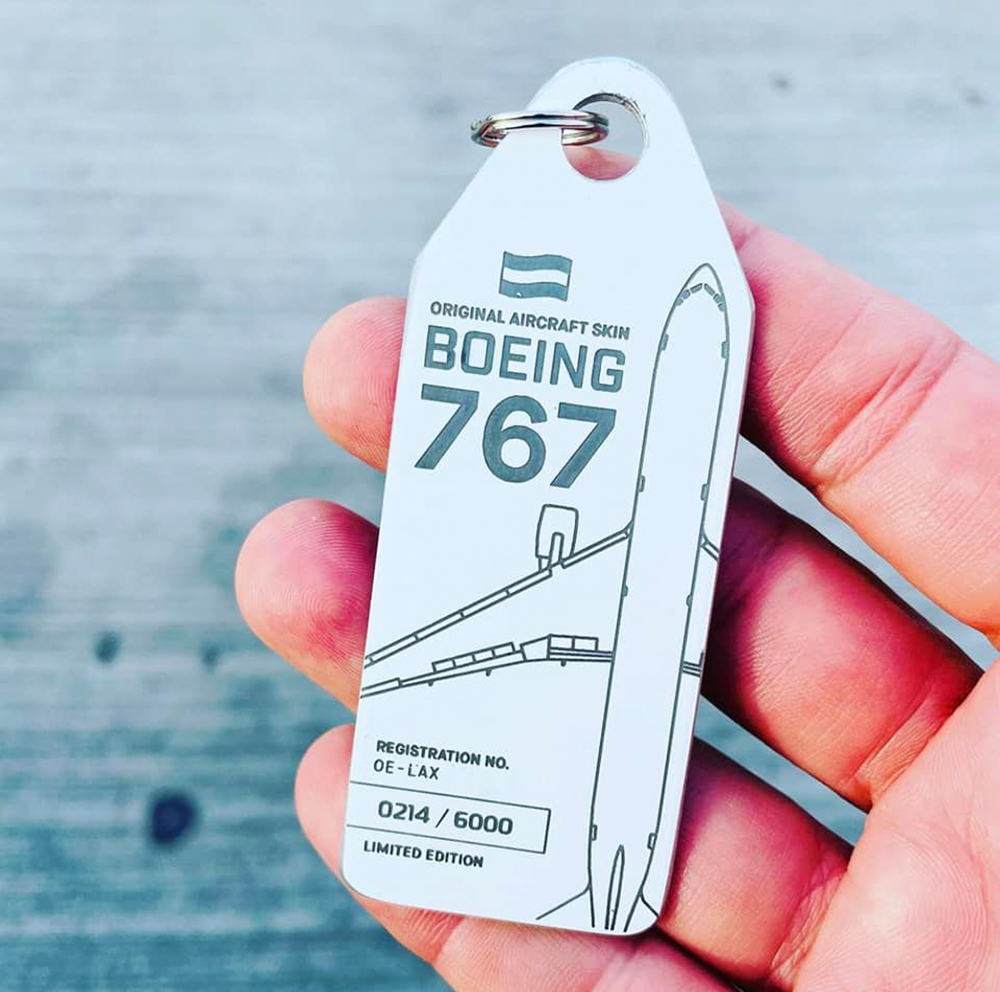 ORIGINAL AIRCRAFT SKIN
BOEING
767
REGISTRATION NO.
OE-LAX
0214 / 6000
LIMITED EDITION